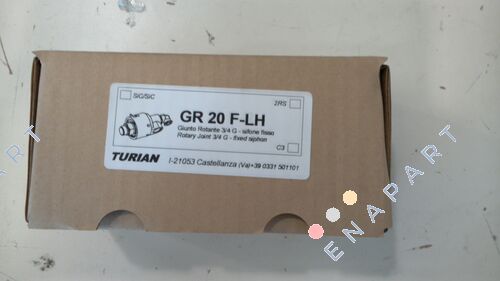 SiC/SiC
2RS
GR 20 F-LH
Giunto Rotante 3/4 G - sifone fisso
Rotary Joint 3/4 G - fixed siphon
C3
TURIAN I-21053 Castellanza (Va)+39 0331 501101
ENAPART